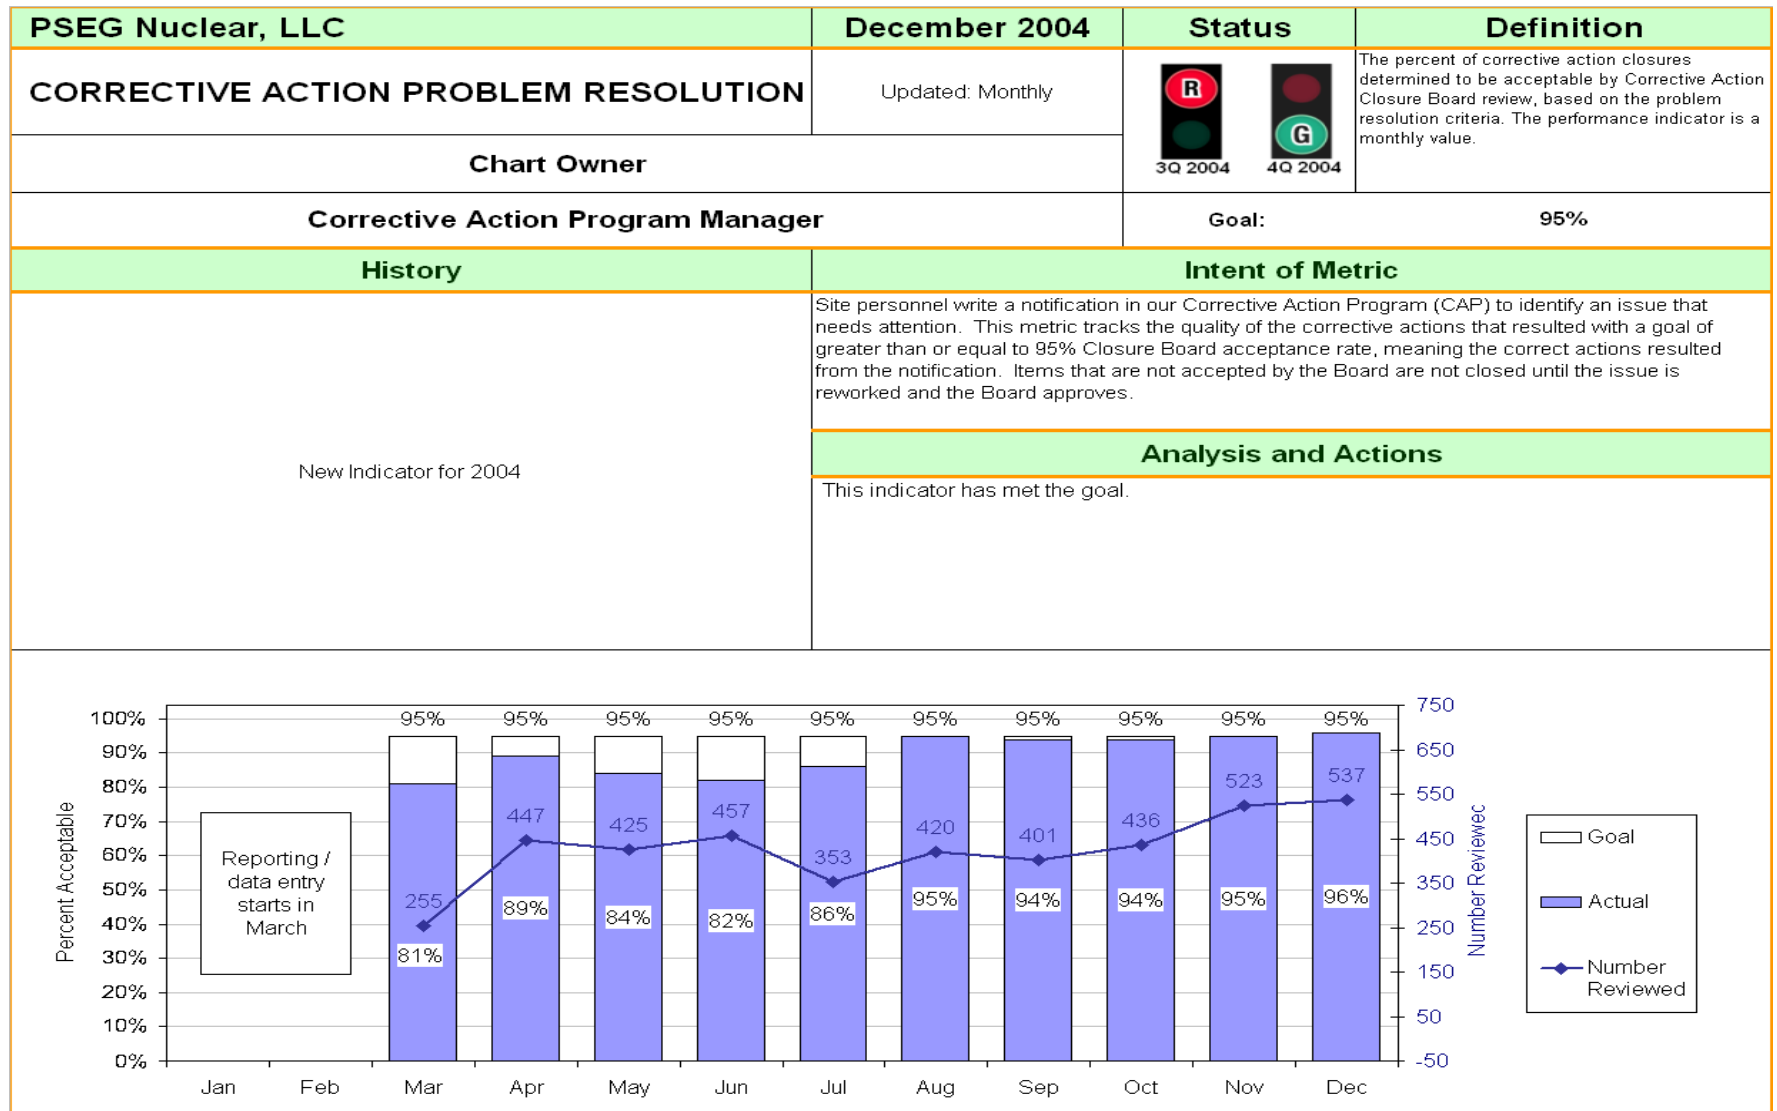 PSEG Nuclear, LLC
December 2004
Status
Definition
CORRECTIVE ACTION PROBLEM RESOLUTION
Updated: Monthly
R
G
3Q 2004
4Q 2004
The percent of corrective action closures
determined to be acceptable by Corrective Action
Closure Board review, based on the problem
resolution criteria. The performance indicator is a
monthly value.
Chart Owner
Corrective Action Program Manager
Goal:
95%
History
Intent of Metric
New Indicator for 2004
Site personnel write a notification in our Corrective Action Program (CAP) to identify an issue that
needs attention. This metric tracks the quality of the corrective actions that resulted with a goal of
greater than or equal to 95% Closure Board acceptance rate, meaning the correct actions resulted
from the notification. Items that are not accepted by the Board are not closed until the issue is
reworked and the Board approves.
Analysis and Actions
This indicator has met the goal.
Percent Acceptable
100%
90%
80%
70%
60%
50%
40%
30%
20%
10%
0%
Reporting /
data entry
starts in
March
95% 95% 95% 95% 95% 95% 95% 95% 95% 95%
255 447 425 457 353 420 401 436 523 537
81% 89% 84% 82% 86% 95% 94% 94% 95% 96%
Jan Feb Mar Apr May Jun Jul Aug Sep Oct Nov Dec
750
650
550
450
350
250
150
50
-50
Number Reviewec
Goal
Actual
Number
Reviewed